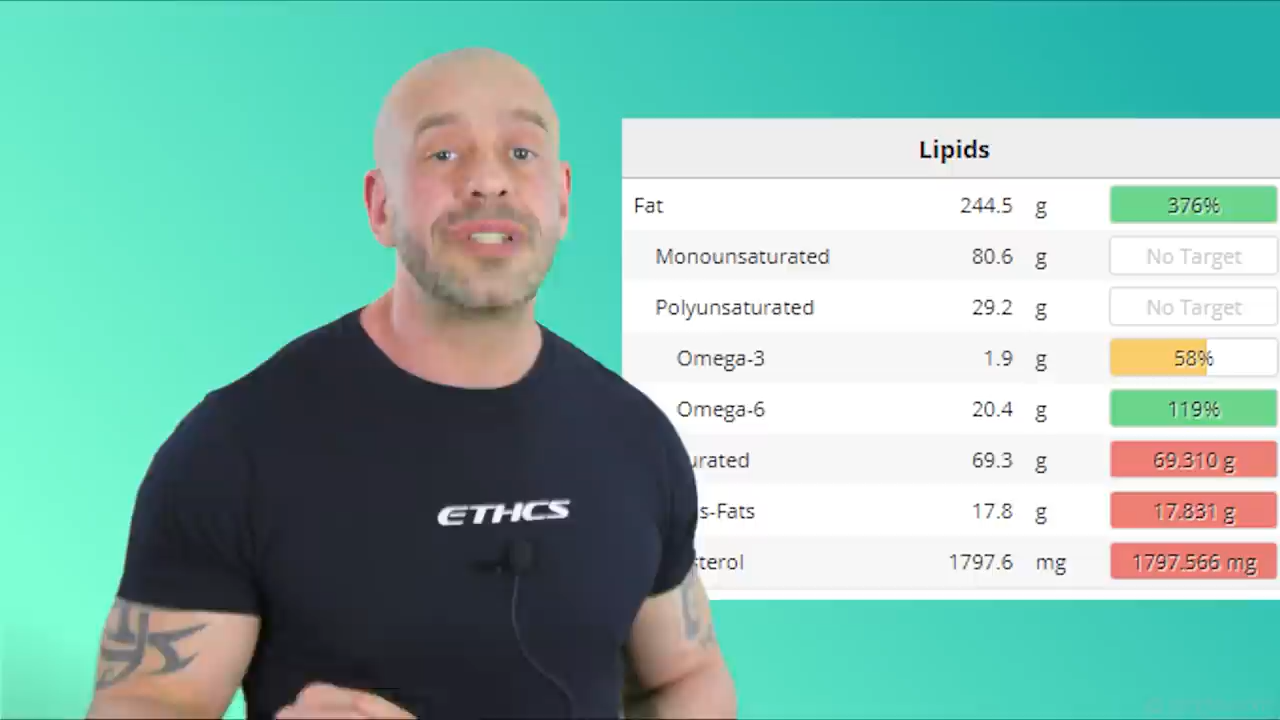 Lipids
Fat 244.5 g 376%
Monounsaturated 80.6 g No Target
Polyunsaturated 29.2 g No Target
Omega-3 1.9 g 58%
Omega-6 20.4 g 119%
urated 69.3 g 69.310 g
s-Fats 17.8 g 17.831 g
sterol 1797.6 mg 1797.566 mg
ETHCS